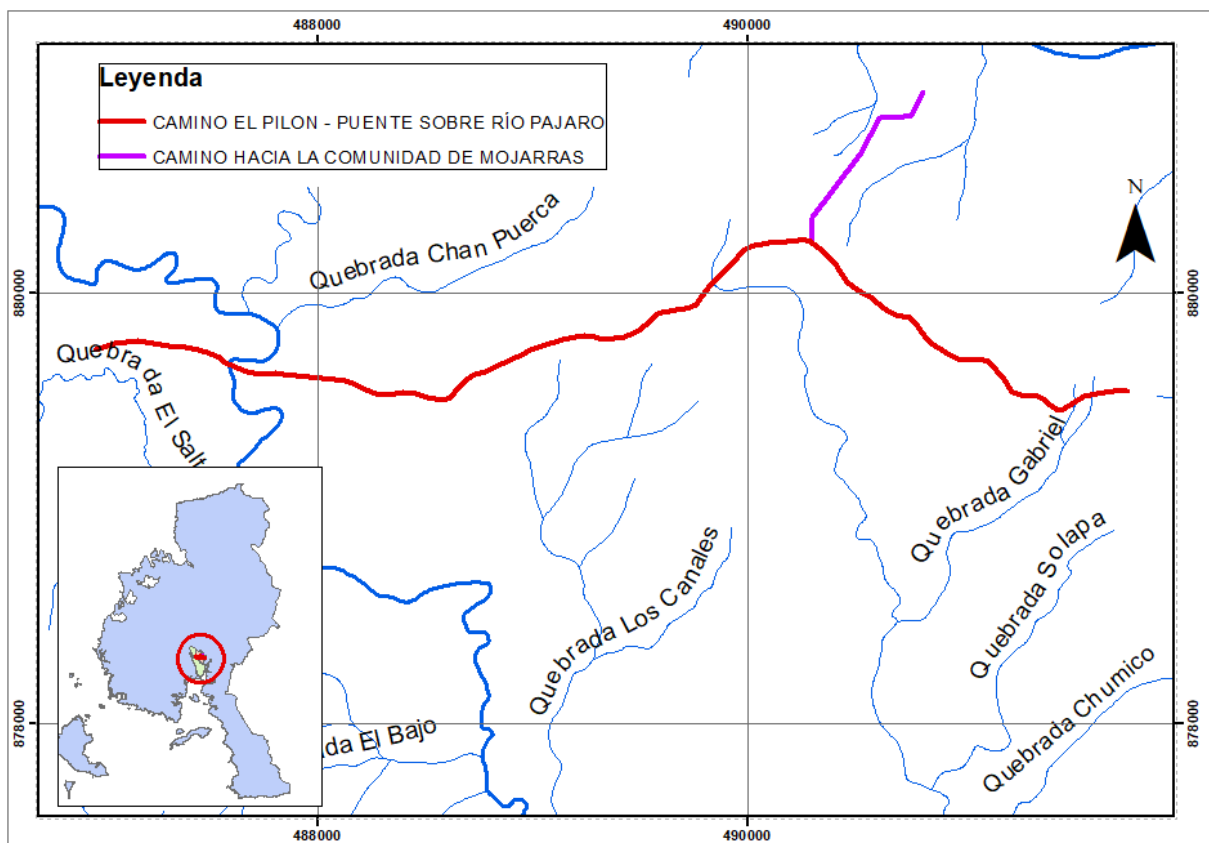 488000
490000
Leyenda
CAMINO EL PILON - PUENTE SOBRE RÍO PAJARO
CAMINO HACIA LA COMUNIDAD DE MOJARRAS
N
Quebrada Chan Puerca
880000
880000
Quebrada El Salt
Quebrada Gabriel
Quebrada Solapa
Quebrada Los Canales
Quebrada Chumico
878000
878000
ada El Bajo
488000
490000